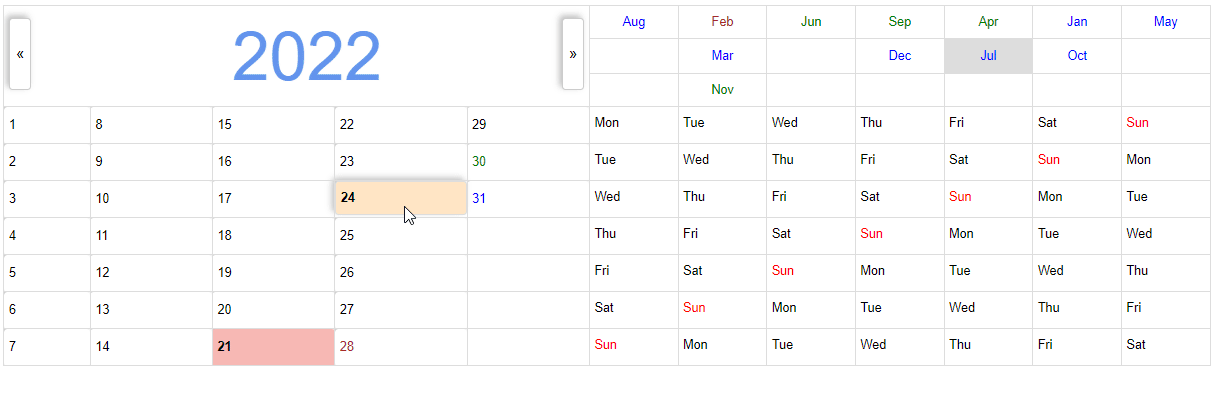 « 2022 » Aug Feb Jun Sep Apr Jan May
Mar Dec Jul Oct
Nov
1 8 15 22 29 Mon Tue Wed Thu Fri Sat Sun
2 9 16 23 30 Tue Wed Thu Fri Sat Sun Mon
3 10 17 24 31 Wed Thu Fri Sat Sun Mon Tue
4 11 18 25 Thu Fri Sat Sun Mon Tue Wed
5 12 19 26 Fri Sat Sun Mon Tue Wed Thu
6 13 20 27 Sat Sun Mon Tue Wed Thu Fri
7 14 21 28 Sun Mon Tue Wed Thu Fri Sat